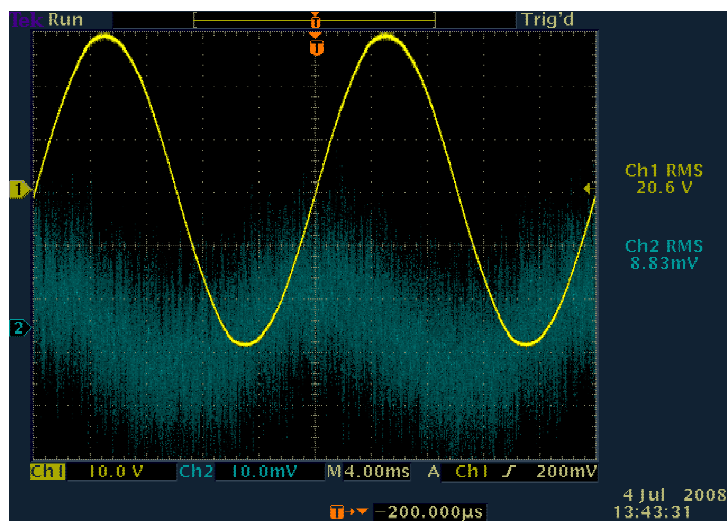 Tek Run Trig'd
T
T
1
Ch1 RMS
20.6 V
Ch2 RMS
8.83mV
2
Ch1 10.0 V Ch2 10.0mV M4.00ms A Ch1 200mV
T -200.000µs
4 Jul 2008
13:43:31